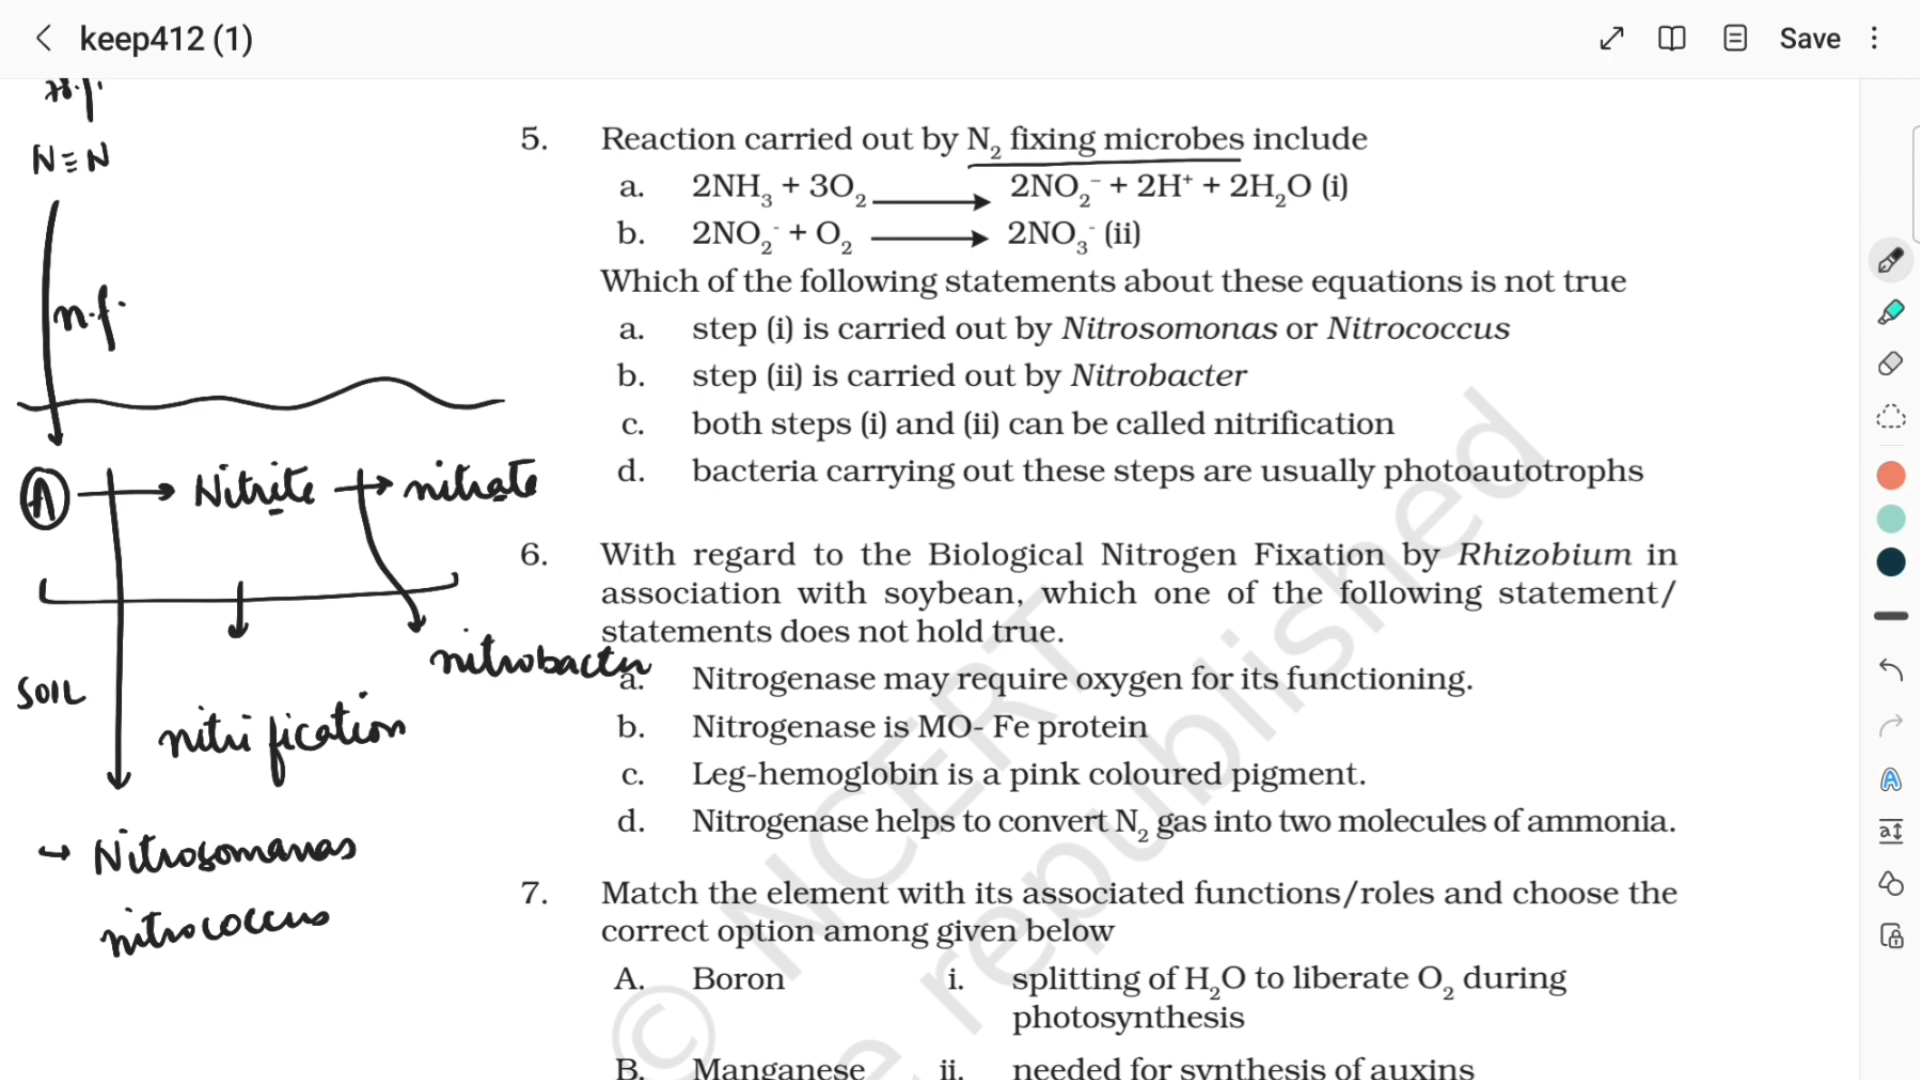 keep412 (1)
Save
N≡N
n.f.
A → Nitrite → nitrate
nitrobacter
SOIL
nitrification
→ Nitrosomanas
nitrococcus
5. Reaction carried out by N₂ fixing microbes include
a. 2NH₃ + 3O₂ ⟶ 2NO₂⁻ + 2H⁺ + 2H₂O (i)
b. 2NO₂⁻ + O₂ ⟶ 2NO₃⁻ (ii)
Which of the following statements about these equations is not true
a. step (i) is carried out by Nitrosomonas or Nitrococcus
b. step (ii) is carried out by Nitrobacter
c. both steps (i) and (ii) can be called nitrification
d. bacteria carrying out these steps are usually photoautotrophs
6. With regard to the Biological Nitrogen Fixation by Rhizobium in
association with soybean, which one of the following statement/
statements does not hold true.
a. Nitrogenase may require oxygen for its functioning.
b. Nitrogenase is MO- Fe protein
c. Leg-hemoglobin is a pink coloured pigment.
d. Nitrogenase helps to convert N₂ gas into two molecules of ammonia.
7. Match the element with its associated functions/roles and choose the
correct option among given below
A. Boron i. splitting of H₂O to liberate O₂ during
photosynthesis
B. Manganese ii. needed for synthesis of auxins
© NCERT
republished